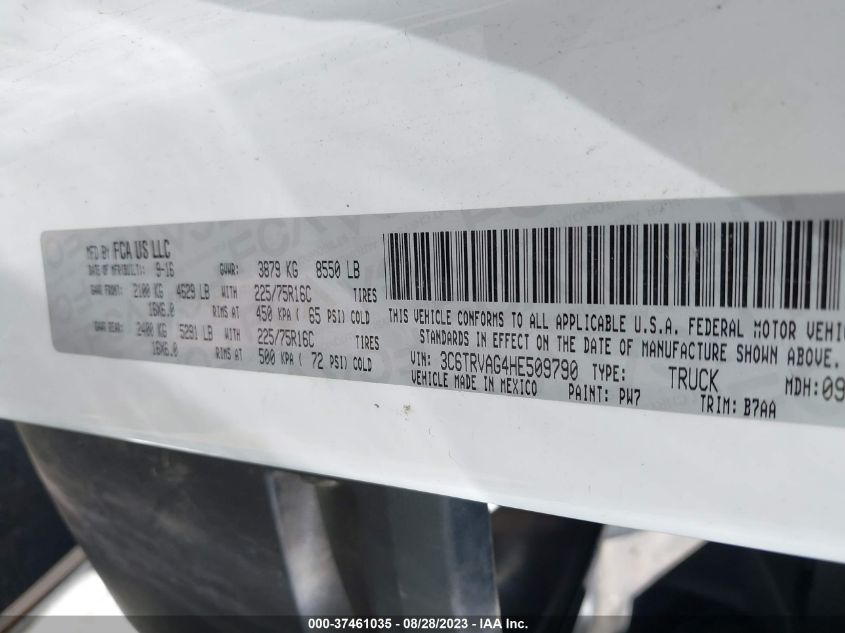 MFD BY FCA US LLC
DATE OF MFR(BUILT): 9-16 GVWR: 3879 KG 8550 LB
GAWR FRONT: 2100 KG 4629 LB WITH 225/75R16C TIRES
16X6.0 RIMS AT 450 KPA ( 65 PSI) COLD
GAWR REAR: 2400 KG 5291 LB WITH 225/75R16C TIRES
16X6.0 RIMS AT 500 KPA ( 72 PSI) COLD
THIS VEHICLE CONFORMS TO ALL APPLICABLE U.S.A. FEDERAL MOTOR VEHI
STANDARDS IN EFFECT ON THE DATE OF MANUFACTURE SHOWN ABOVE.
VIN: 3C6TRVAG4HE509790 TYPE: TRUCK MDH:09
VEHICLE MADE IN MEXICO PAINT: PW7 TRIM: B7AA
000-37461035 - 08/28/2023 - IAAI.com